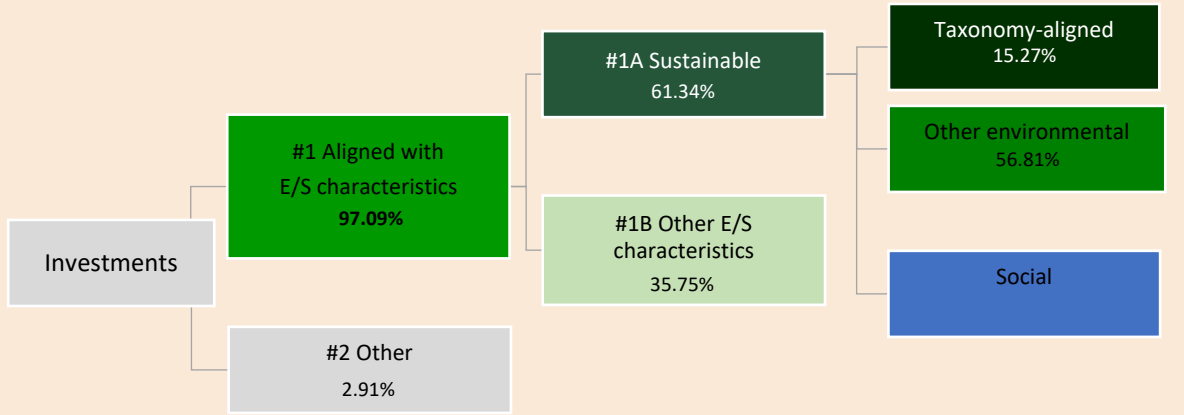 Investments
#1 Aligned with
E/S characteristics
97.09%
#2 Other
2.91%
#1A Sustainable
61.34%
#1B Other E/S
characteristics
35.75%
Taxonomy-aligned
15.27%
Other environmental
56.81%
Social